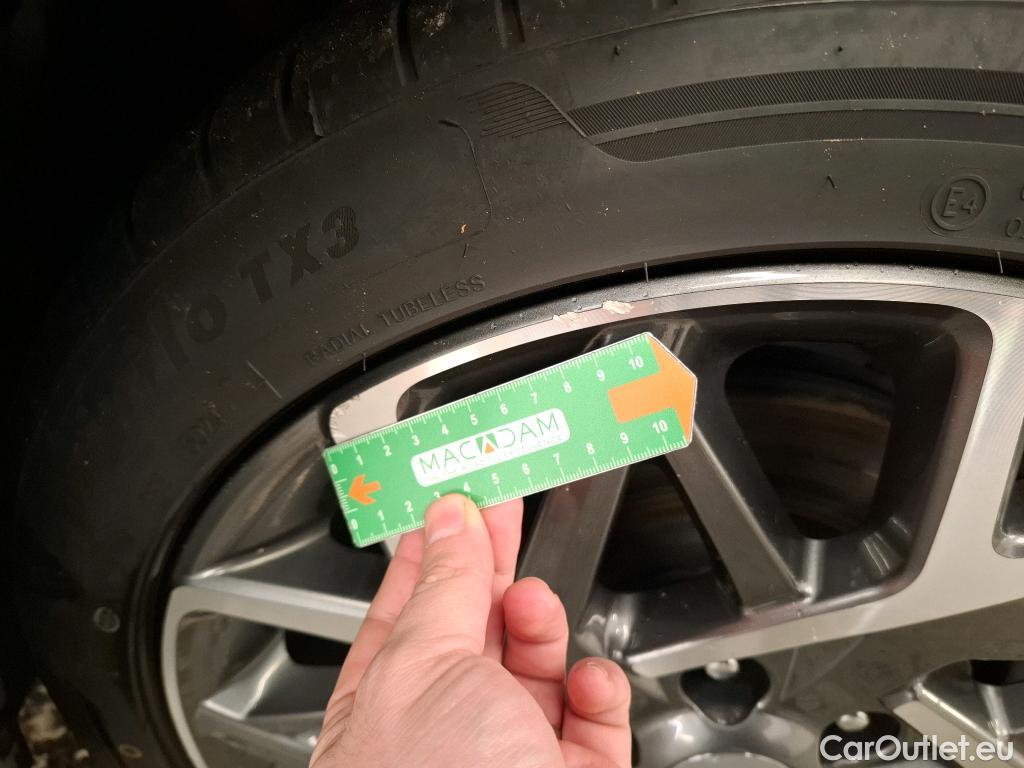 TX3
RADIAL TUBELESS
E4
0 1 2 3 4 5 6 7 8 9 10
MACADAM
0 1 2 3 4 5 6 7 8 9 10
CarOutlet.eu